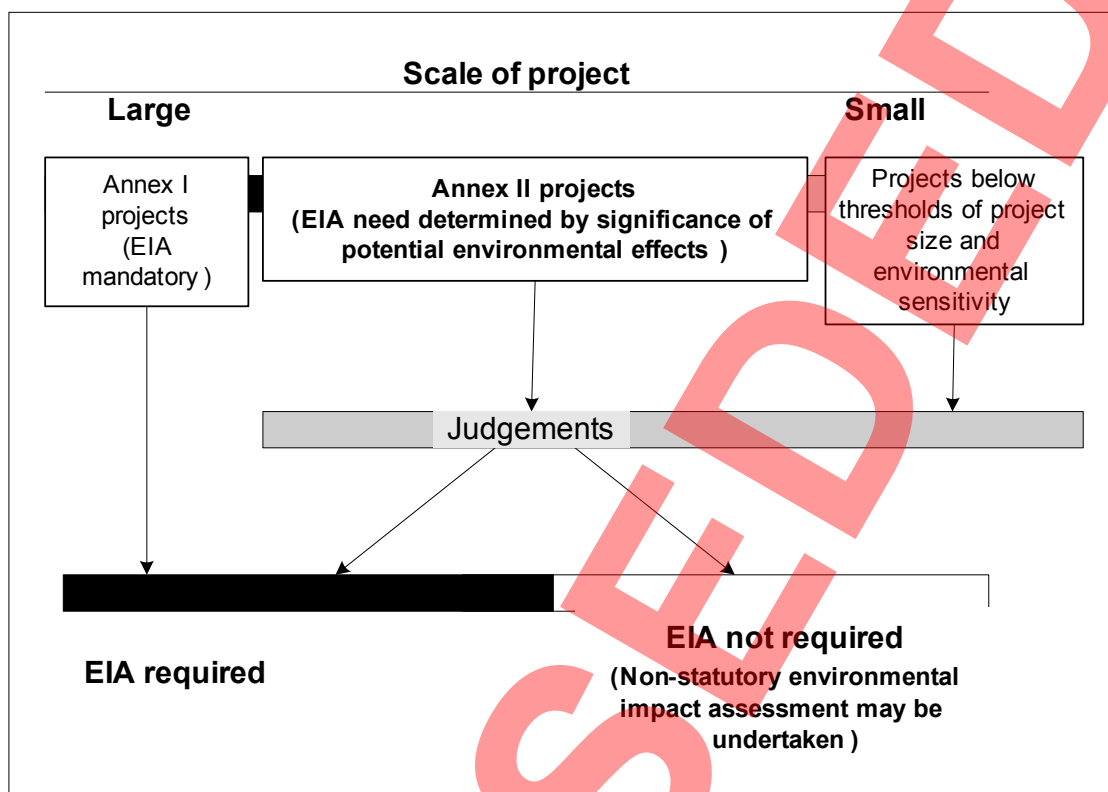 Scale of project
Large
Small
Annex I
projects
(EIA
mandatory )
Annex II projects
(EIA need determined by significance of
potential environmental effects )
Projects below
thresholds of project
size and
environmental
sensitivity
Judgements
EIA required
EIA not required
(Non-statutory environmental
impact assessment may be
undertaken )
SEDED